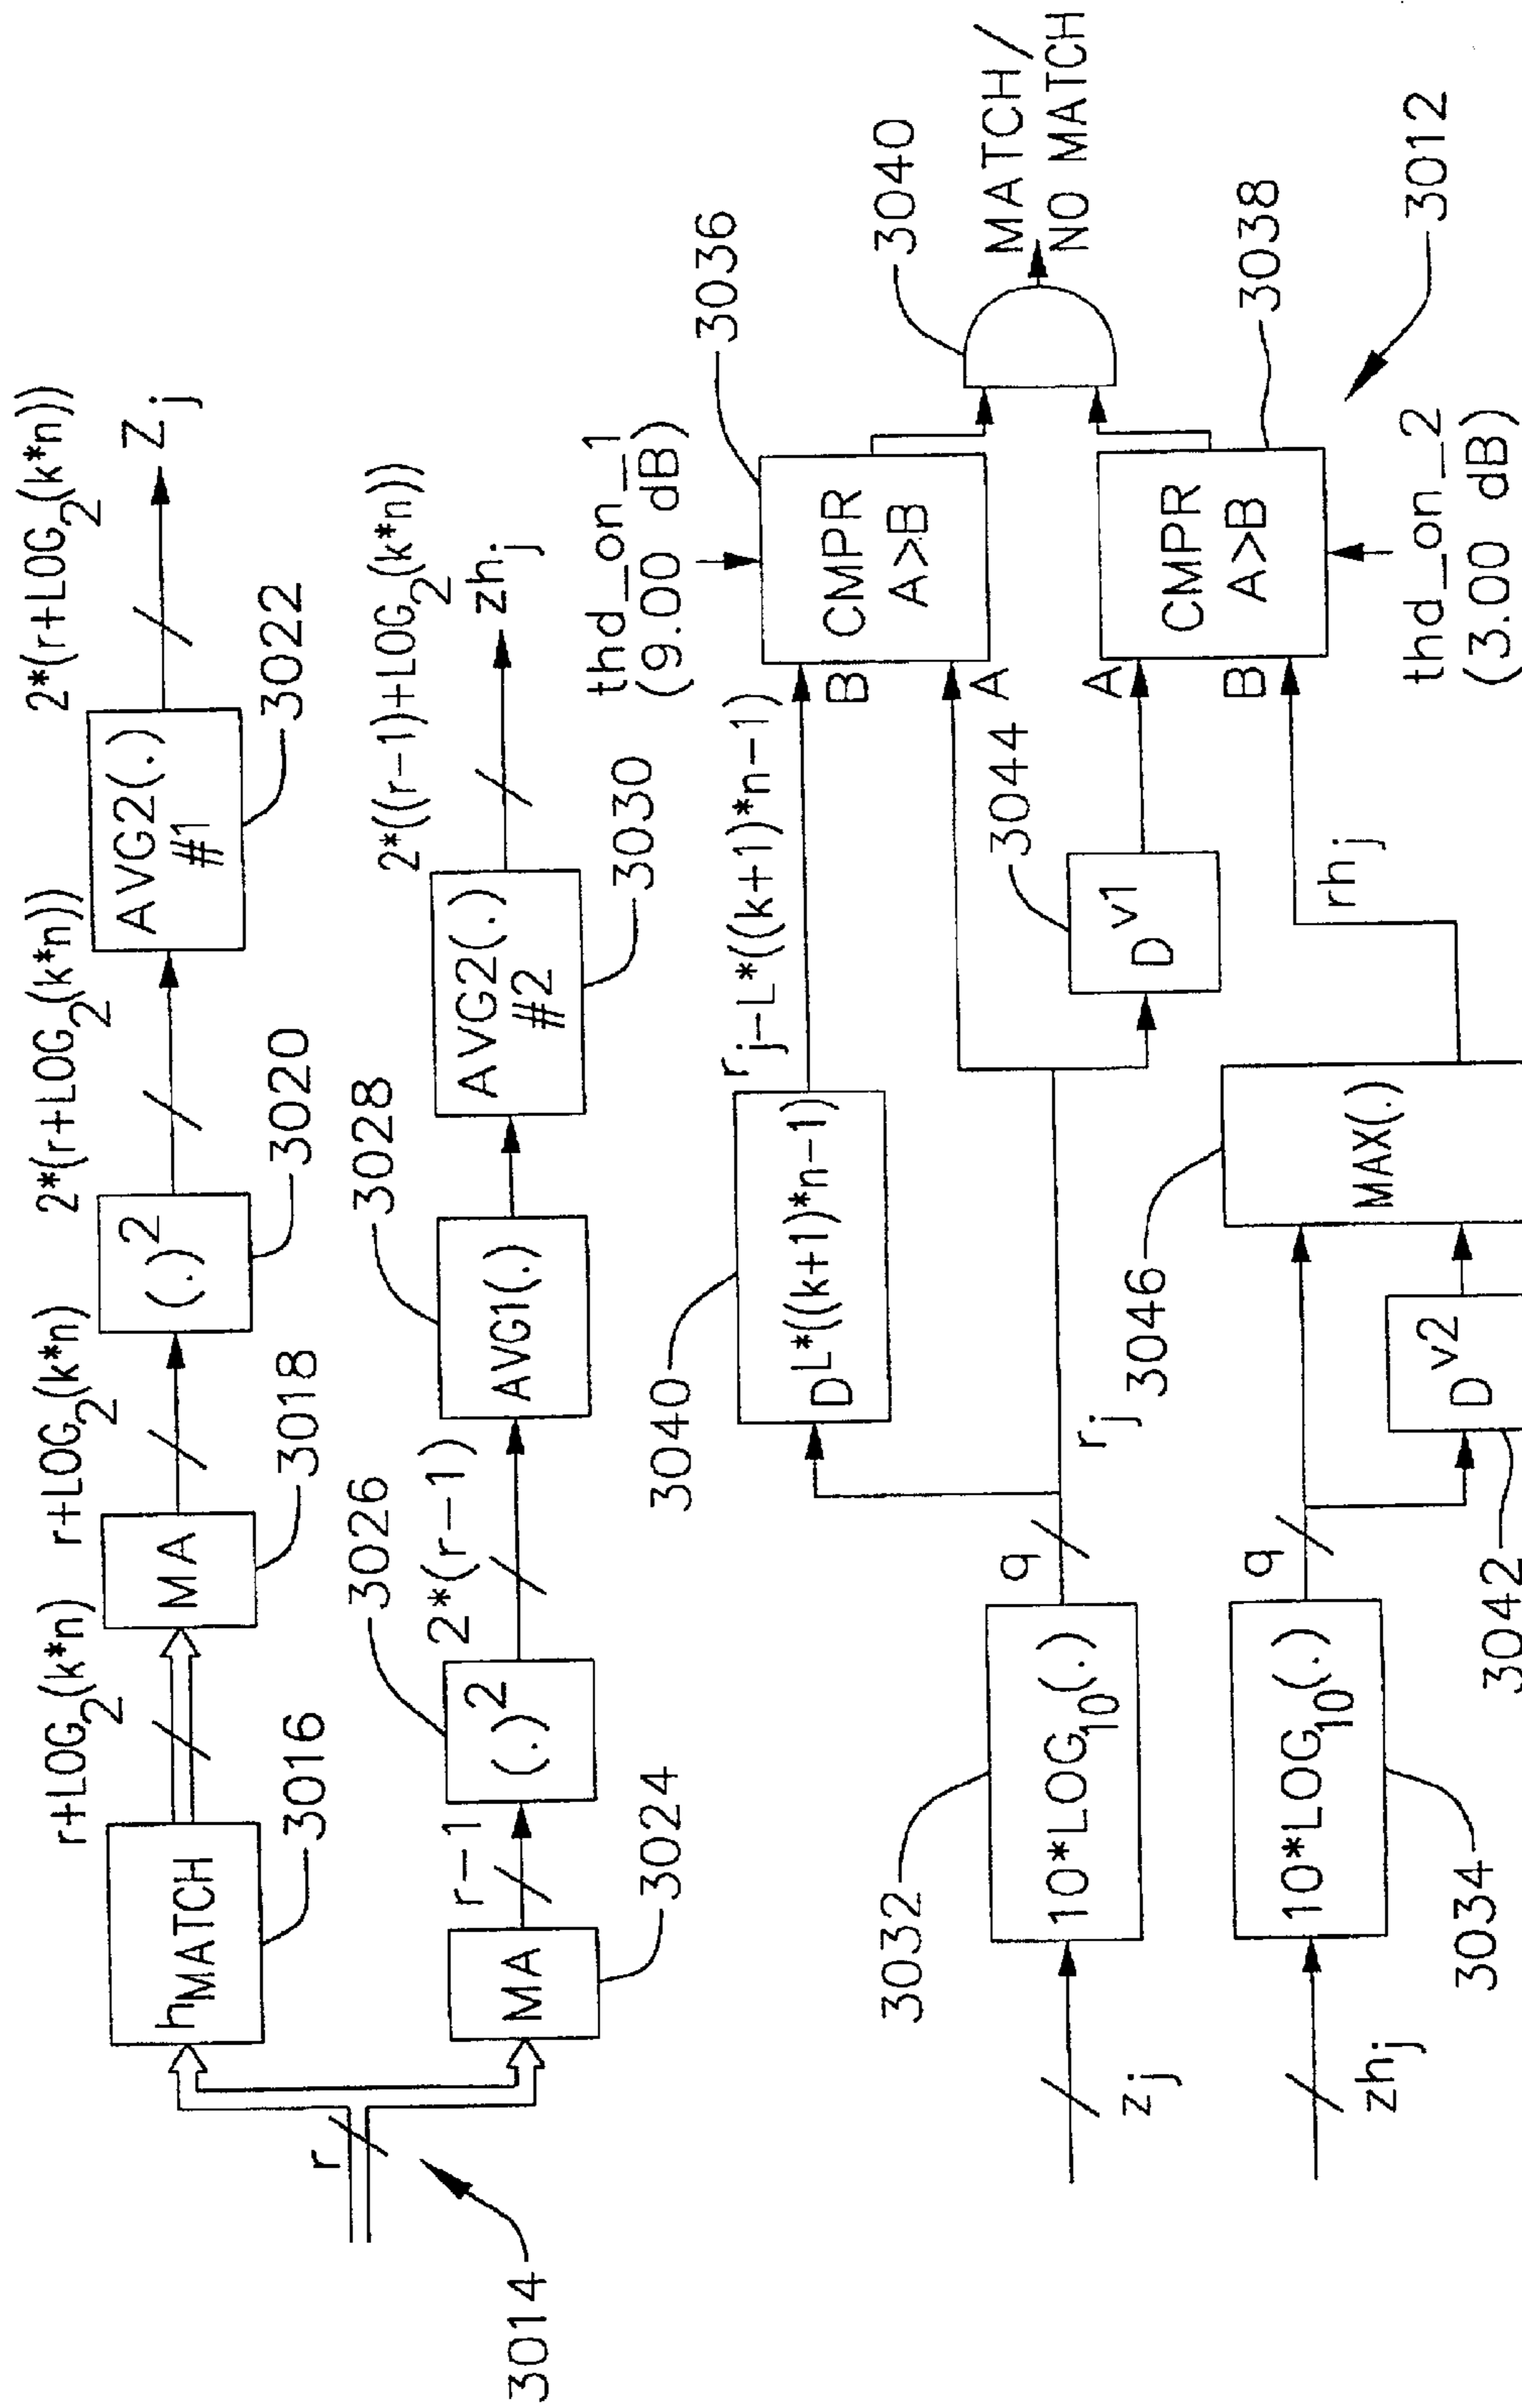 r
3014
r+LOG2(k*n)
r+LOG2(k*n)
2*(r+LOG2(k*n))
2*(r+LOG2(k*n))
hMATCH
3016
MA
3018
(.)2
3020
AVG2(.)
#1
3022
Zj
MA
3024
r-1
(.)2
3026
2*(r-1)
AVG1(.)
3028
AVG2(.)
#2
3030
2*((r-1)+LOG2(k*n))
zhj
zj
10*LOG10(.)
3032
q
rj
3040
DL*((k+1)*n-1)
rj-L*((k+1)*n-1)
Dv1
3044
thd_on_1
(9.00 dB)
B
A
CMPR
A>B
3036
zhj
10*LOG10(.)
3034
q
Dv2
3042
MAX(.)
3046
rhj
A
B
CMPR
A>B
3038
thd_on_2
(3.00 dB)
3040
MATCH/
NO MATCH
3012